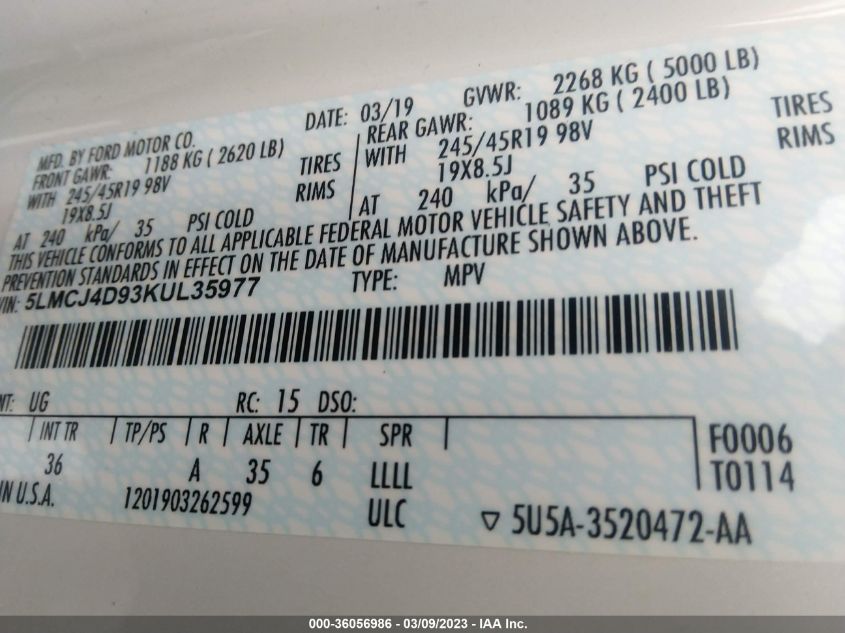 MFD. BY FORD MOTOR CO.
DATE: 03/19 GVWR: 2268 KG ( 5000 LB)
FRONT GAWR: 1188 KG ( 2620 LB) REAR GAWR: 1089 KG ( 2400 LB)
WITH 245/45R19 98V TIRES WITH 245/45R19 98V TIRES
19X8.5J RIMS 19X8.5J RIMS
AT 240 kPa/ 35 PSI COLD AT 240 kPa/ 35 PSI COLD
THIS VEHICLE CONFORMS TO ALL APPLICABLE FEDERAL MOTOR VEHICLE SAFETY AND THEFT
PREVENTION STANDARDS IN EFFECT ON THE DATE OF MANUFACTURE SHOWN ABOVE.
VIN: 5LMCJ4D93KUL35977 TYPE: MPV
NT: UG RC: 15 DSO:
INT TR TP/PS R AXLE TR SPR F0006
36 A 35 6 LLLL T0114
IN U.S.A. 1201903262599 ULC ▽ 5U5A-3520472-AA
000-36056986 - 03/09/2023 - IAA Inc.